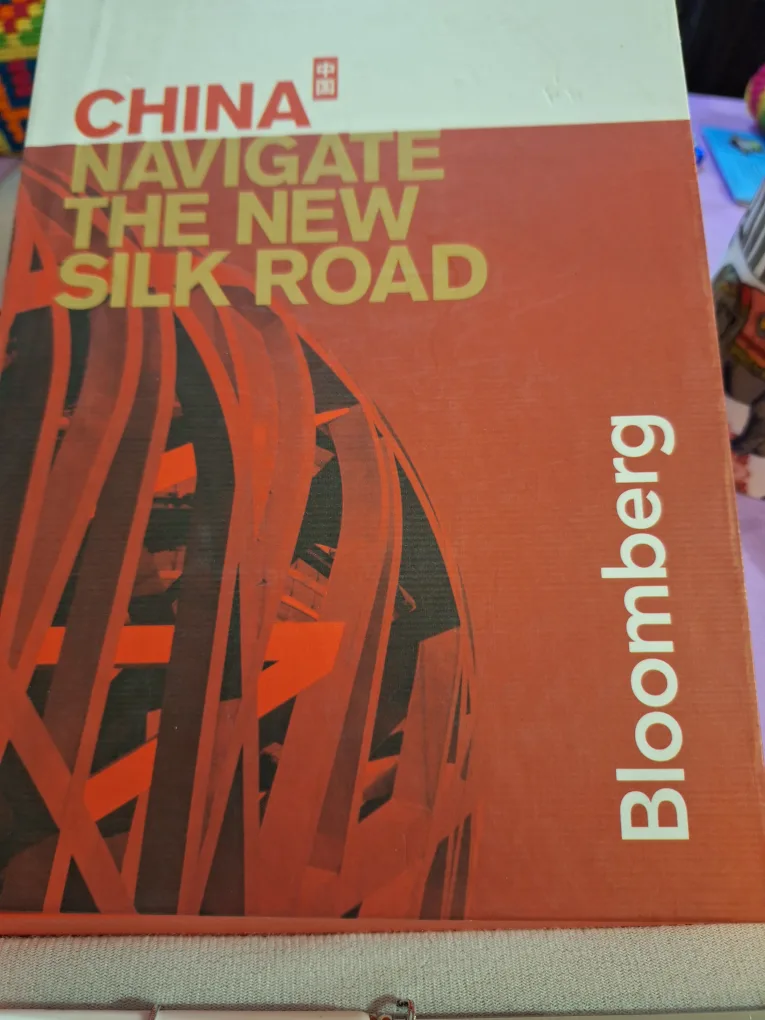 CHINA
中国
NAVIGATE
THE NEW
SILK ROAD
Bloomberg